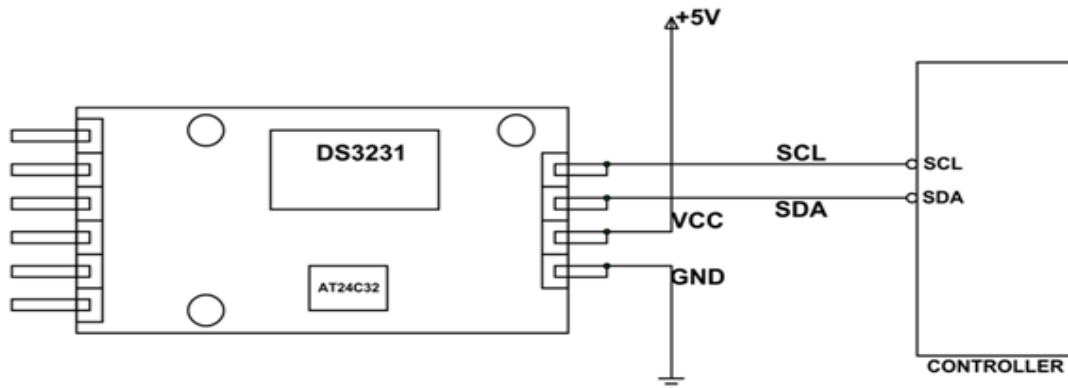 +5V
DS3231
SCL
SCL
SDA
SDA
VCC
GND
AT24C32
CONTROLLER